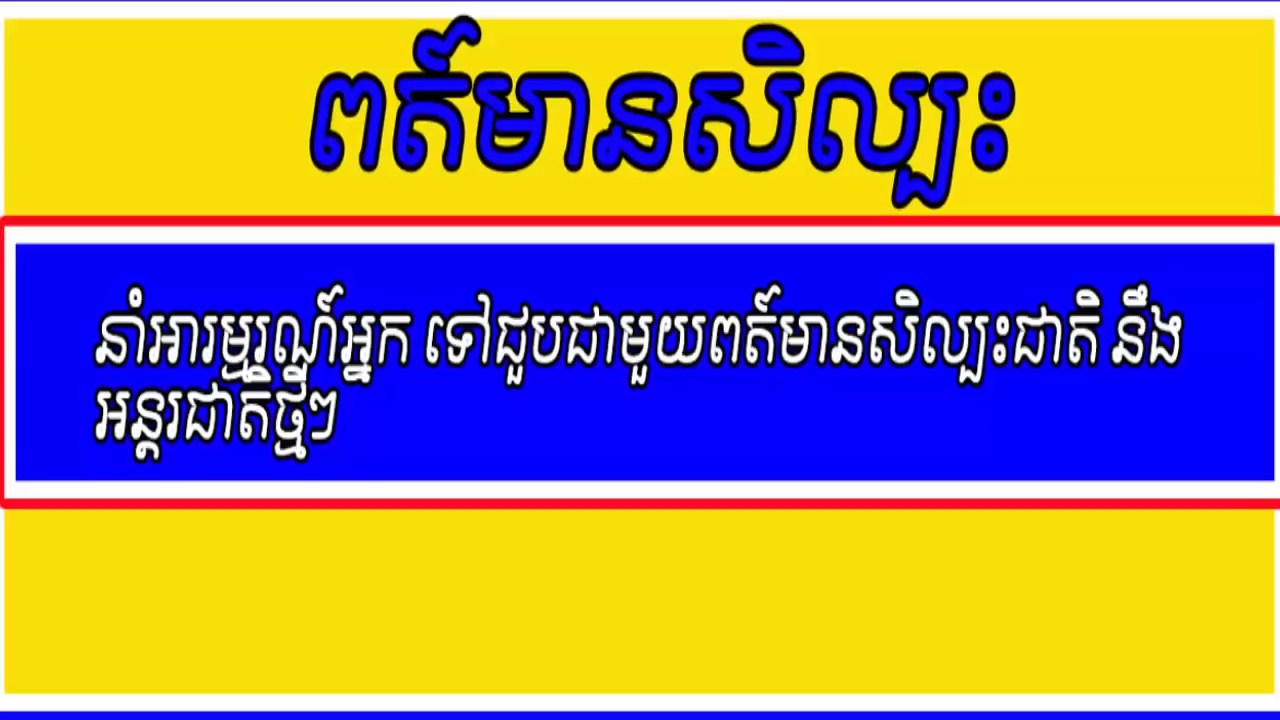 ពត៌មានសិល្បះ
នាំអារម្មរណ៍អ្នក ទៅជួបជាមួយពត៌មានសិល្បះជាតិ នឹង
អន្តរជាតិថ្មីៗ